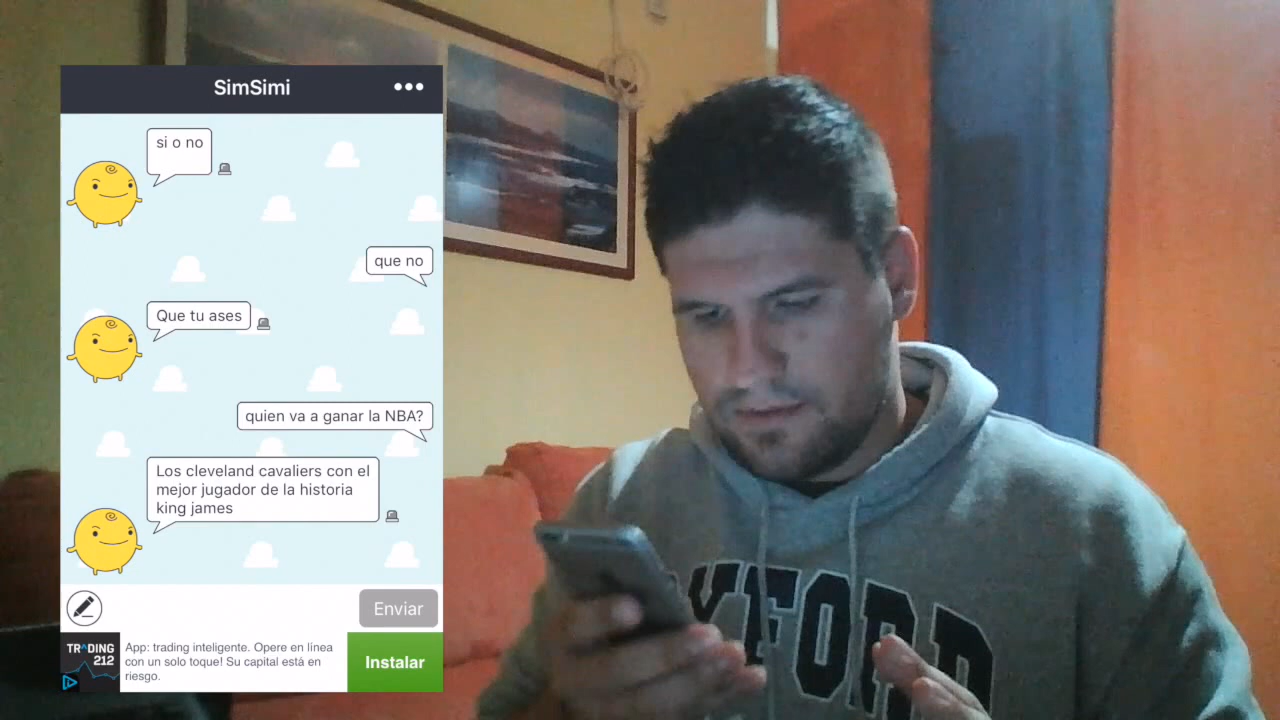 SimSimi
si o no
que no
Que tu ases
quien va a ganar la NBA?
Los cleveland cavaliers con el
mejor jugador de la historia
king james
Enviar
TRADING
212
App: trading inteligente. Opere en línea
con un solo toque! Su capital está en
riesgo.
Instalar